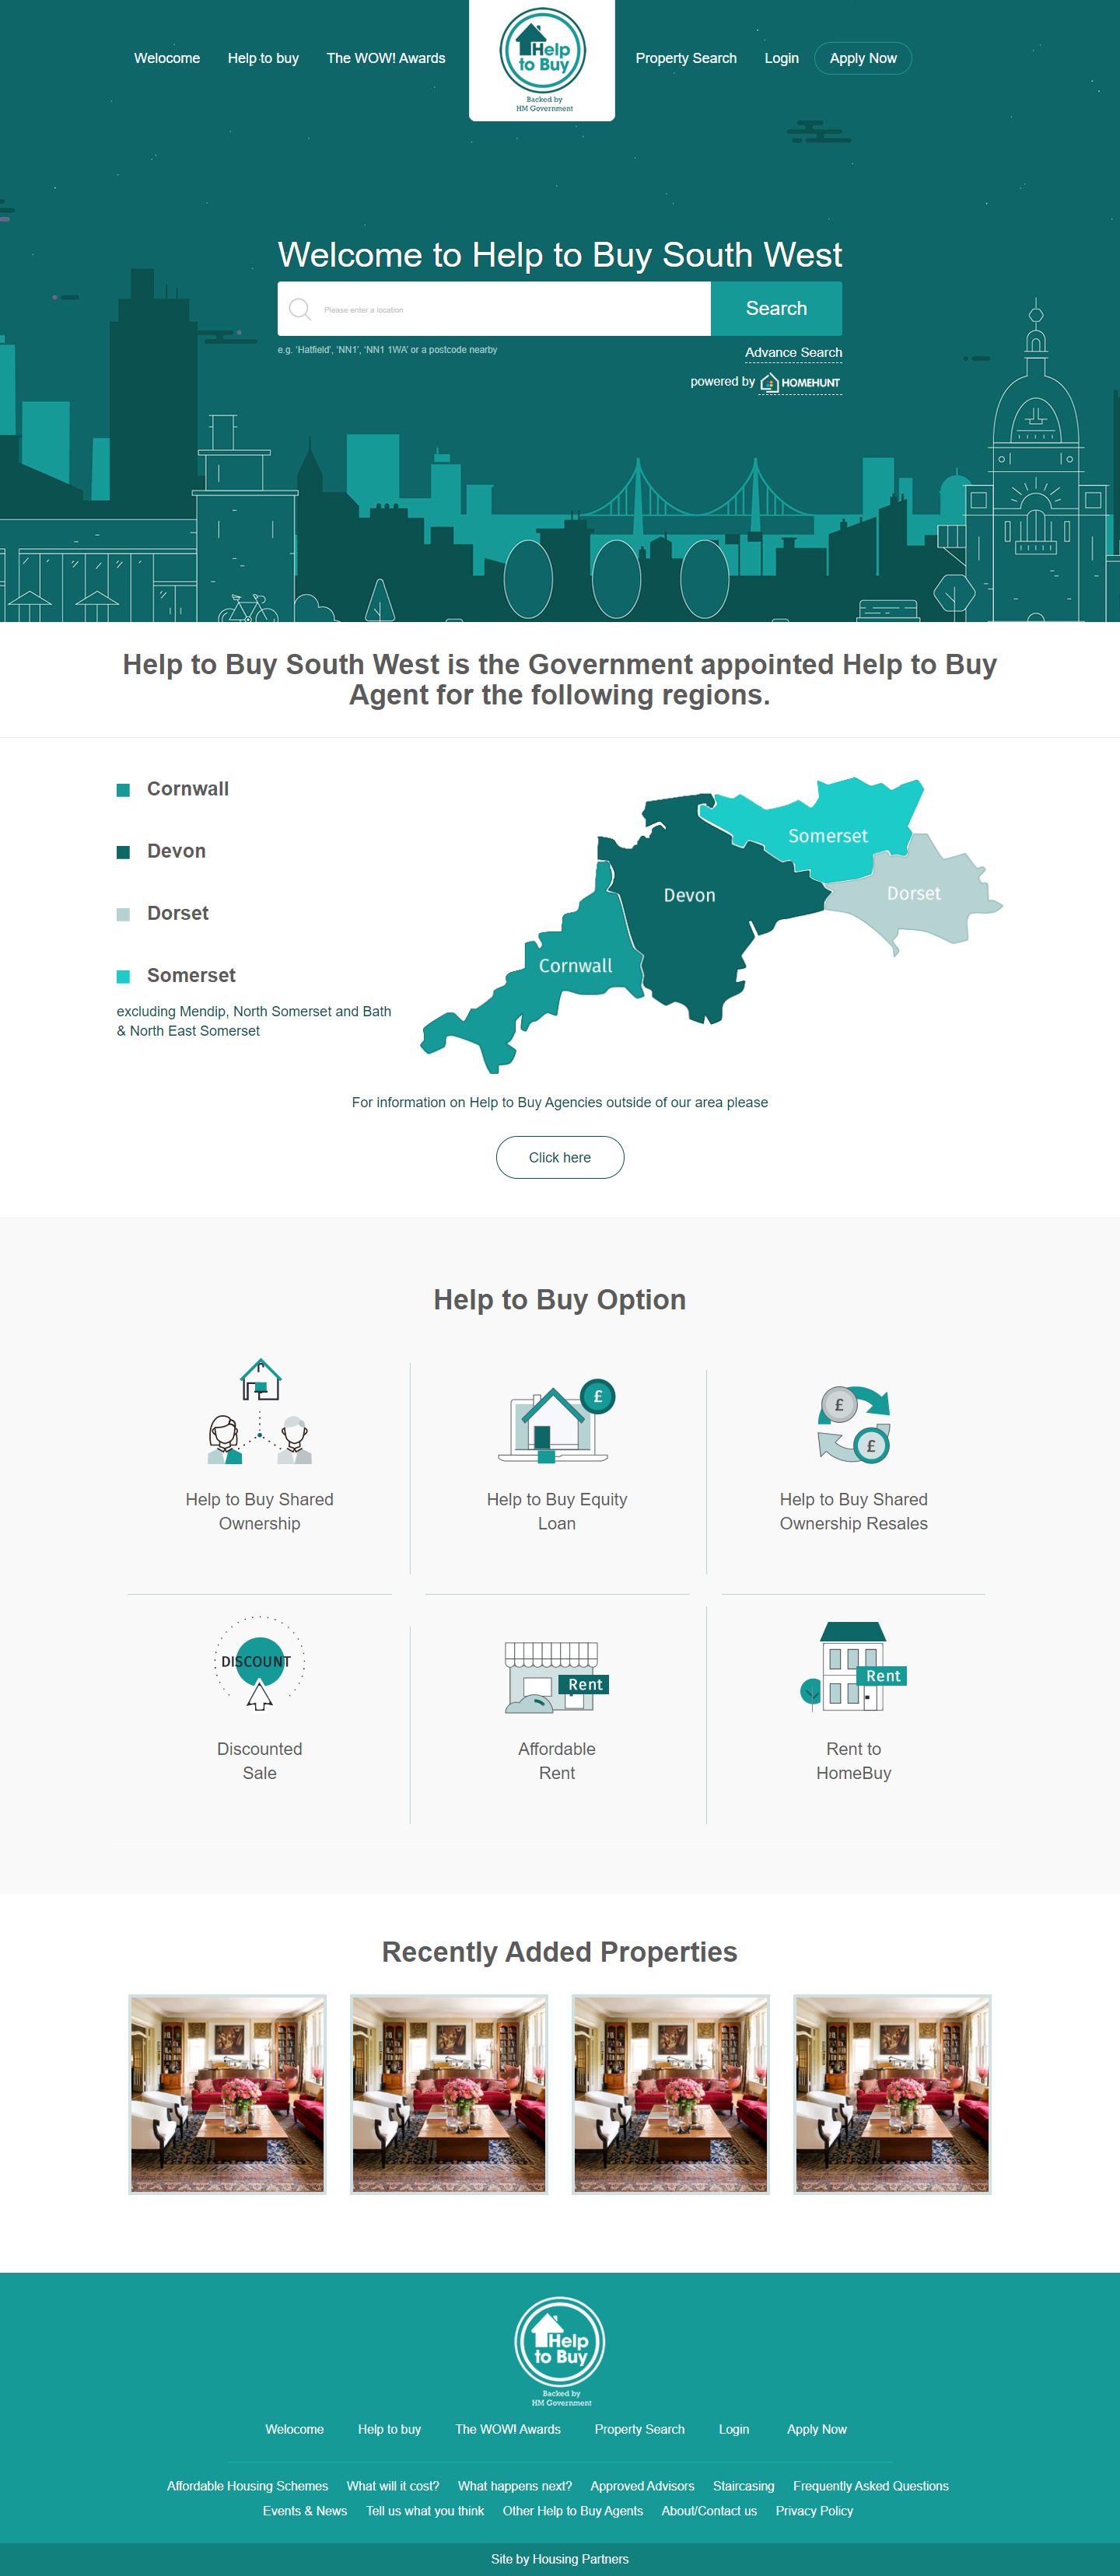 Welocome
Help to buy
The WOW! Awards
Help
to Buy
Backed by
HM Government
Property Search
Login
Apply Now
Welcome to Help to Buy South West
Please enter a location
Search
e.g. 'Hatfield', 'NN1', 'NN1 1WA' or a postcode nearby
Advance Search
powered by HOMEHUNT
Help to Buy South West is the Government appointed Help to Buy
Agent for the following regions.
Cornwall
Devon
Dorset
Somerset
excluding Mendip, North Somerset and Bath
& North East Somerset
Somerset
Devon
Dorset
Cornwall
For information on Help to Buy Agencies outside of our area please
Click here
Help to Buy Option
£
£
£
Help to Buy Shared
Ownership
Help to Buy Equity
Loan
Help to Buy Shared
Ownership Resales
DISCOUNT
Rent
Rent
Discounted
Sale
Affordable
Rent
Rent to
HomeBuy
Recently Added Properties
Help
to Buy
Backed by
HM Government
Welocome
Help to buy
The WOW! Awards
Property Search
Login
Apply Now
Affordable Housing Schemes
What will it cost?
What happens next?
Approved Advisors
Staircasing
Frequently Asked Questions
Events & News
Tell us what you think
Other Help to Buy Agents
About/Contact us
Privacy Policy
Site by Housing Partners